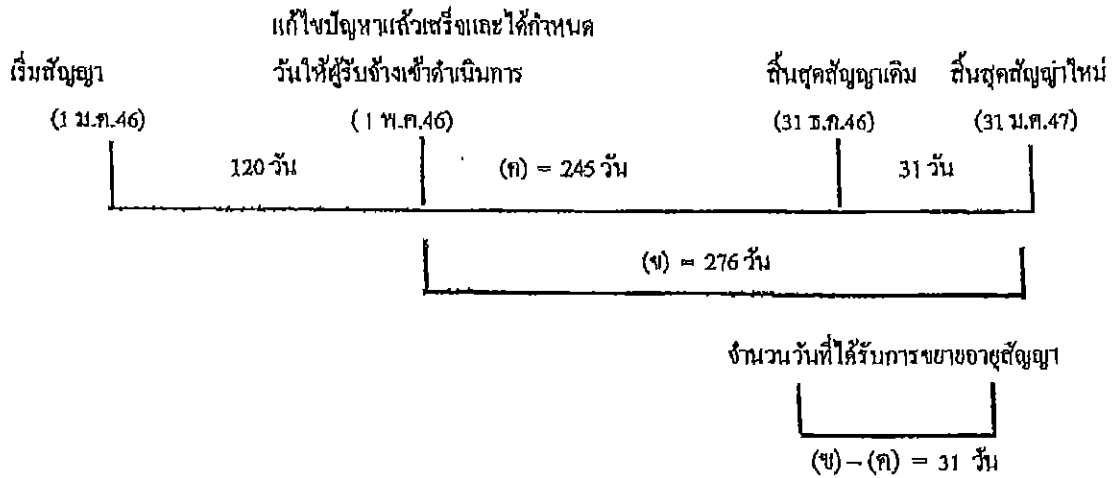 แก้ไขปัญหาแล้วเสร็จและได้กำหนด
เริ่มสัญญา วันให้ผู้รับจ้างเข้าดำเนินการ สิ้นสุดสัญญาเดิม สิ้นสุดสัญญาใหม่
(1 ม.ค.46) (1 พ.ค.46) (31 ธ.ค.46) (31 ม.ค.47)
120 วัน (ค) = 245 วัน 31 วัน
(ข) = 276 วัน
จำนวนวันที่ได้รับการขยายอายุสัญญา
(ข) – (ค) = 31 วัน